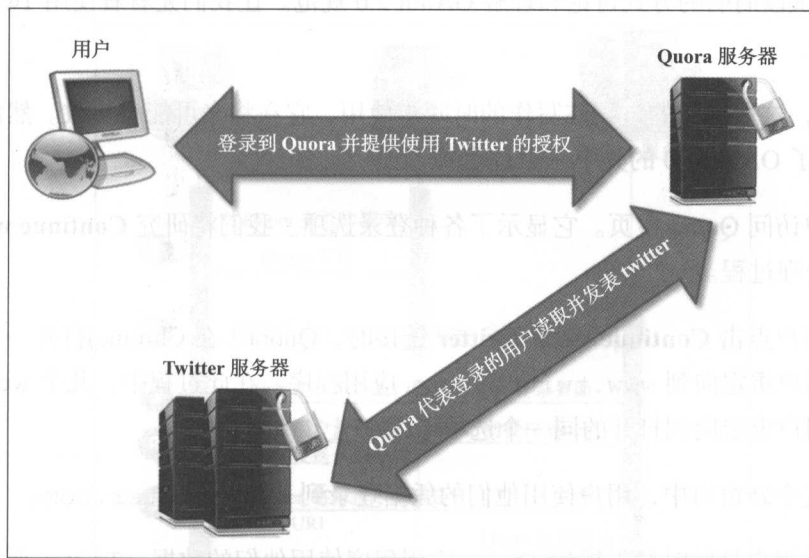 用户
Quora 服务器
登录到 Quora 并提供使用 Twitter 的授权
Quora 代表登录的用户读取并发表 twitter
Twitter 服务器